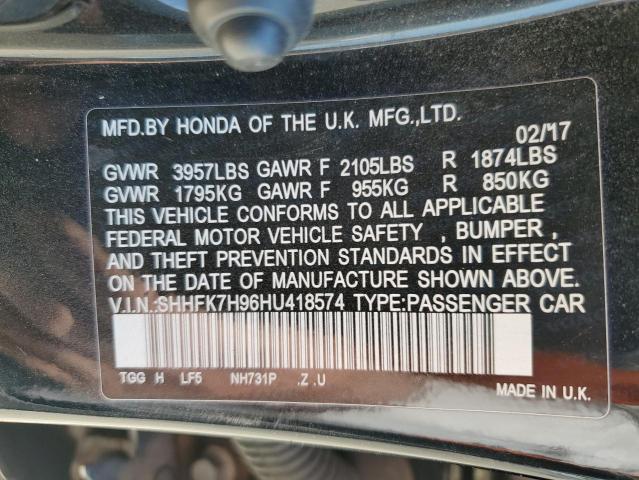 MFD.BY HONDA OF THE U.K. MFG.,LTD.
02/17
GVWR 3957LBS GAWR F 2105LBS R 1874LBS
GVWR 1795KG GAWR F 955KG R 850KG
THIS VEHICLE CONFORMS TO ALL APPLICABLE
FEDERAL MOTOR VEHICLE SAFETY , BUMPER ,
AND THEFT PREVENTION STANDARDS IN EFFECT
ON THE DATE OF MANUFACTURE SHOWN ABOVE.
V.I.N.:SHHFK7H96HU418574 TYPE:PASSENGER CAR
TGG H LF5 NH731P .Z .U
MADE IN U.K.